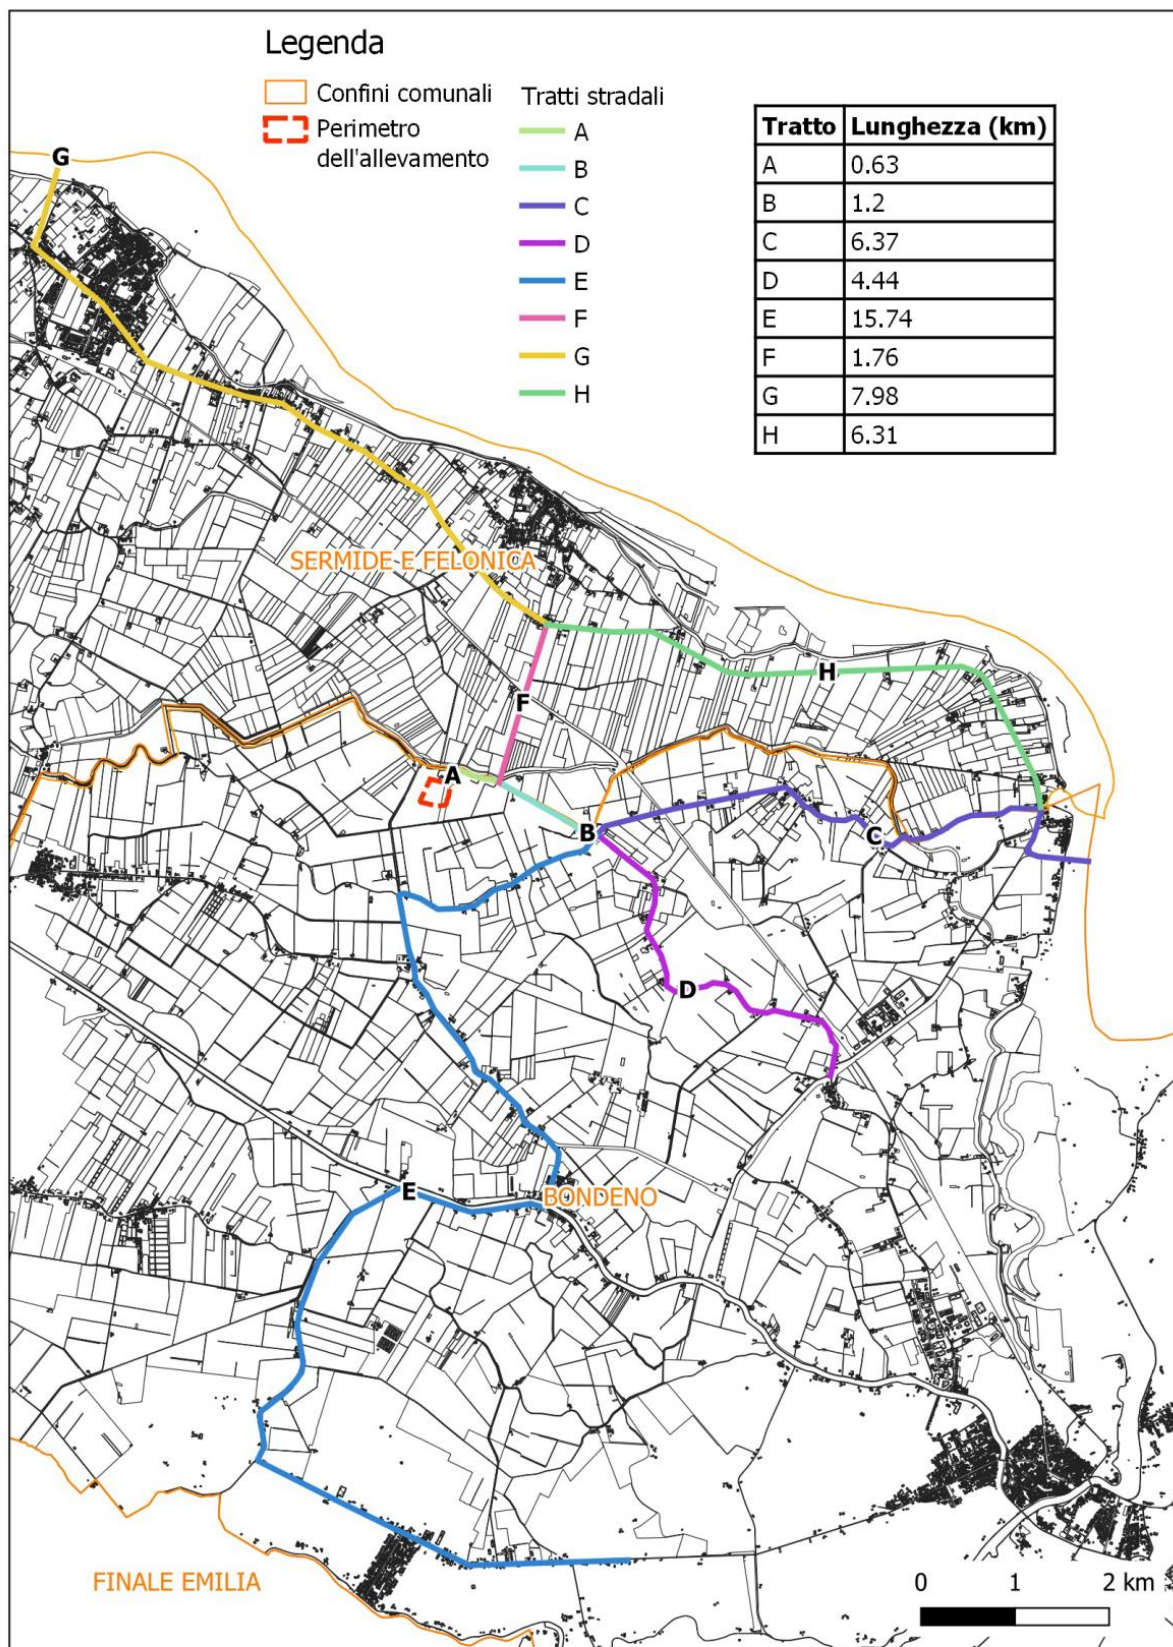 Legenda
Confini comunali
Perimetro
dell'allevamento
Tratti stradali
A
B
C
D
E
F
G
H
Tratto Lunghezza (km)
A 0.63
B 1.2
C 6.37
D 4.44
E 15.74
F 1.76
G 7.98
H 6.31
G
SERMIDE E FELONICA
H
F
A
B
C
D
E
BONDENO
FINALE EMILIA
0 1 2 km